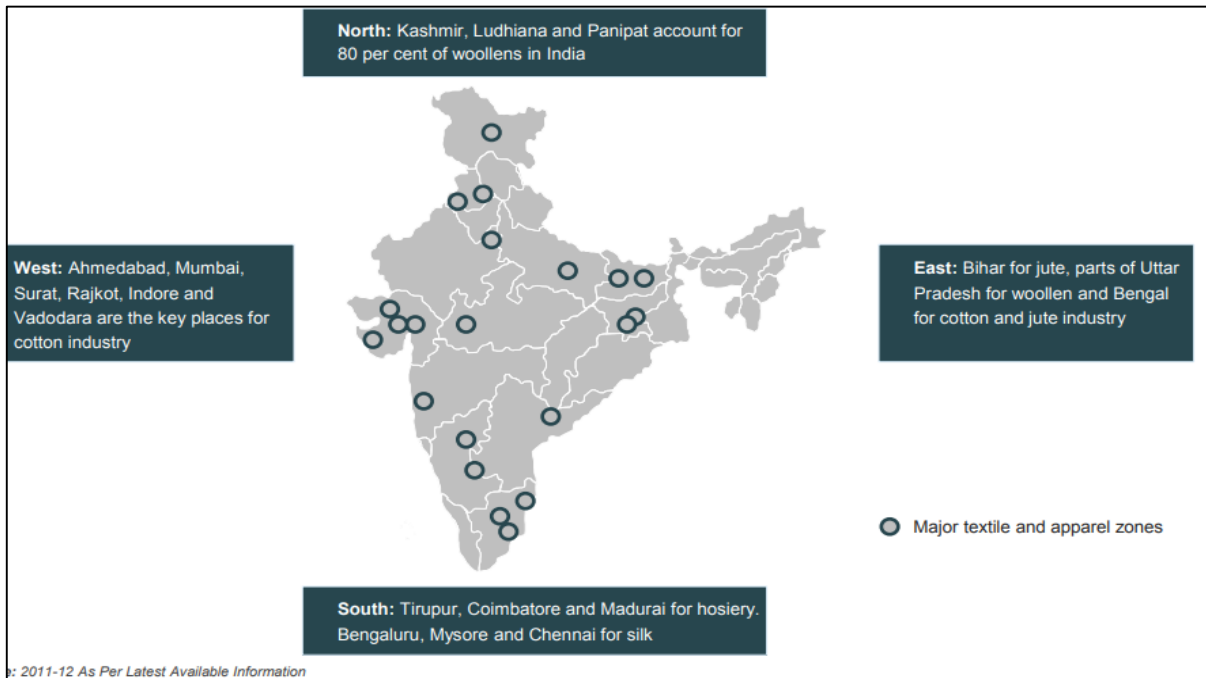 North: Kashmir, Ludhiana and Panipat account for
80 per cent of woollens in India
West: Ahmedabad, Mumbai,
Surat, Rajkot, Indore and
Vadodara are the key places for
cotton industry
East: Bihar for jute, parts of Uttar
Pradesh for woollen and Bengal
for cotton and jute industry
Major textile and apparel zones
South: Tirupur, Coimbatore and Madurai for hosiery.
Bengaluru, Mysore and Chennai for silk
: 2011-12 As Per Latest Available Information